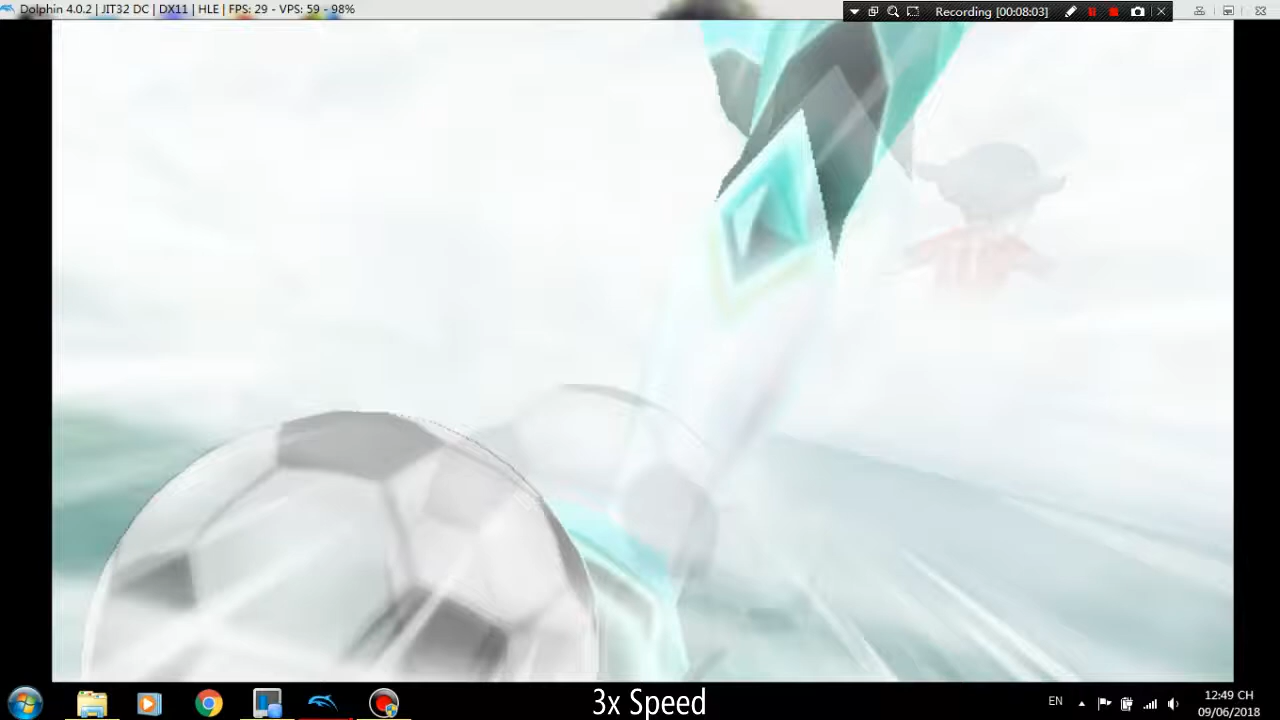 Dolphin 4.0.2 | JIT32 DC | DX11 | HLE | FPS: 29 - VPS: 59 - 98%
Recording [00:08:03]
3x Speed
EN
12:49 CH
09/06/2018